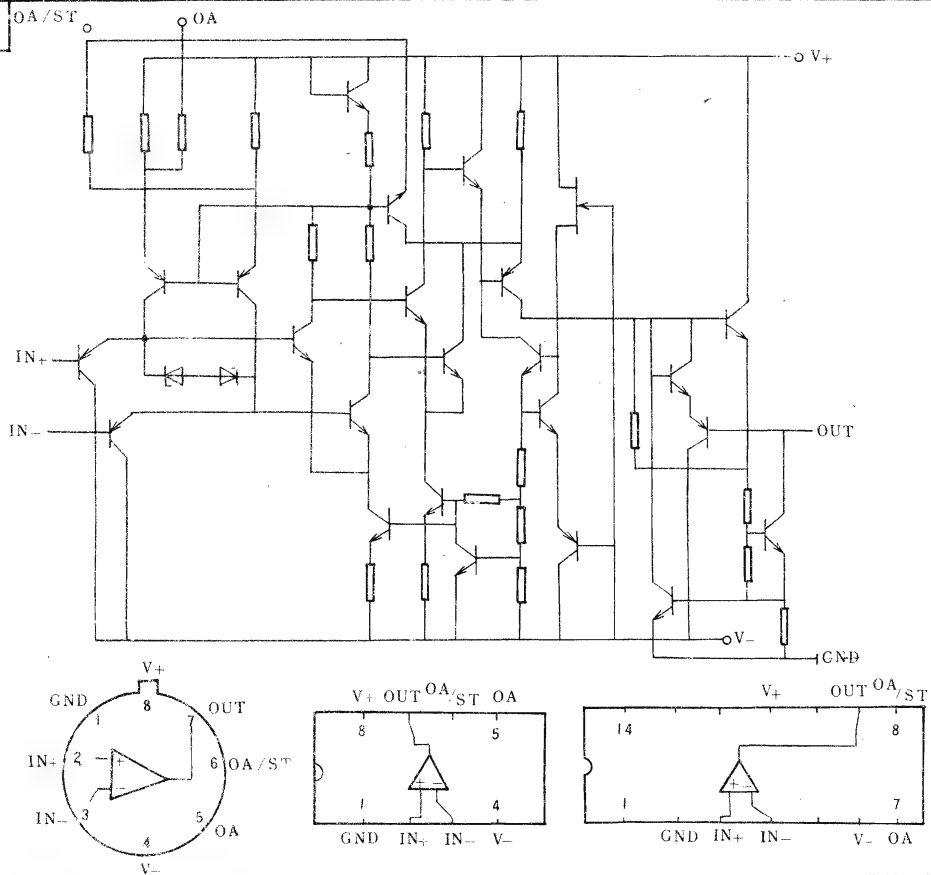 OA/ST
OA
V+
IN+
IN-
OUT
V-
GND
V+
GND 8 OUT
1 7
IN+ 2 + 6 OA/ST
-
IN- 3 5 OA
4
V-
V+ OUT OA/ST OA
8 5
+ -
1 4
GND IN+ IN- V-
V+ OUT OA/ST
14 8
+ -
1 7
GND IN+ IN- V- OA